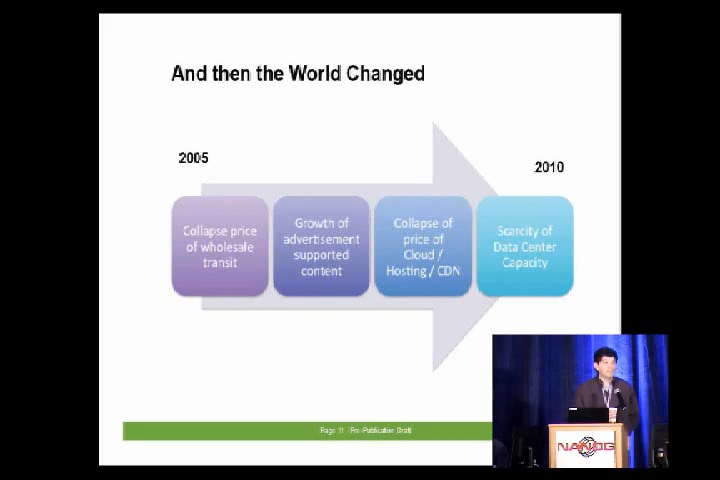 And then the World Changed
2005
2010
Collapse price
of wholesale
transit
Growth of
advertisement
supported
content
Collapse of
price of
Cloud /
Hosting / CDN
Scarcity of
Data Center
Capacity
Pre-Publication Draft
NANOG